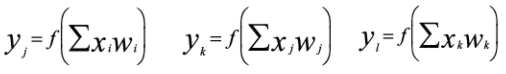 y_j = f(∑x_i w_i) y_k = f(∑x_j w_j) y_l = f(∑x_k w_k)